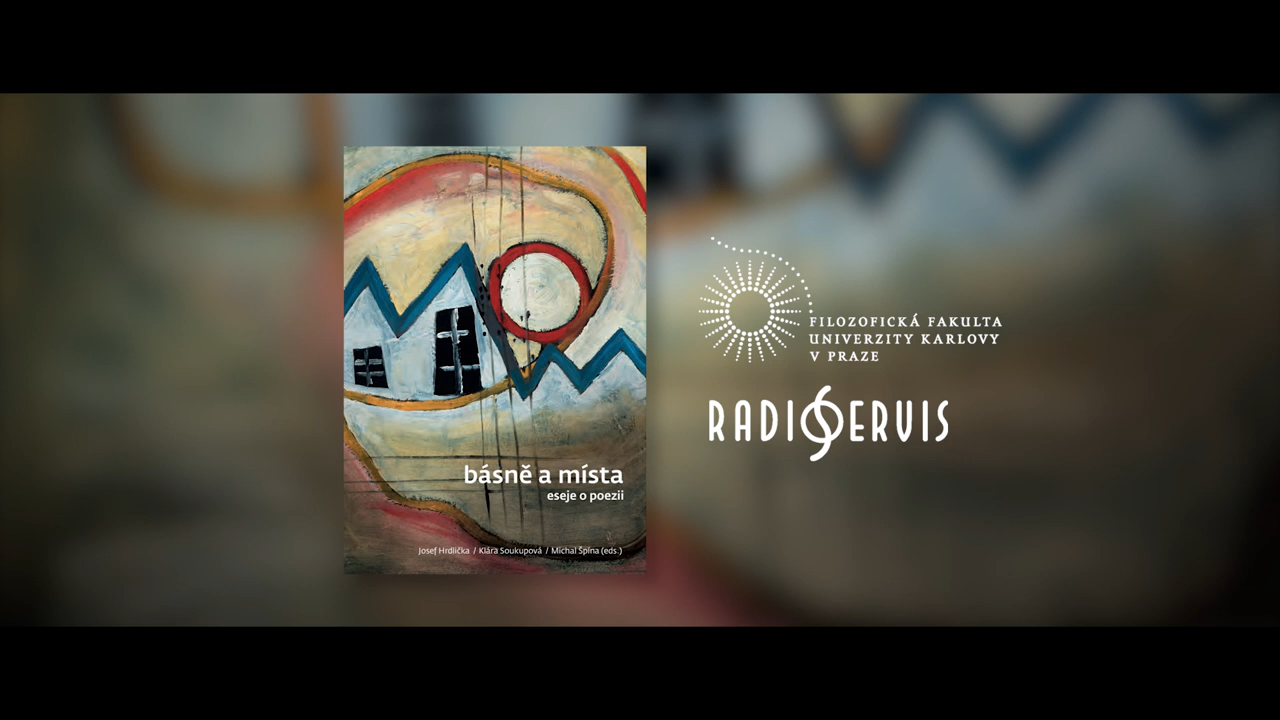 básně a místa
eseje o poezii
Josef Hrdlička / Klára Soukupová / Michal Špína (eds.)
FILOZOFICKÁ FAKULTA
UNIVERZITY KARLOVY
V PRAZE
RADIOSERVIS